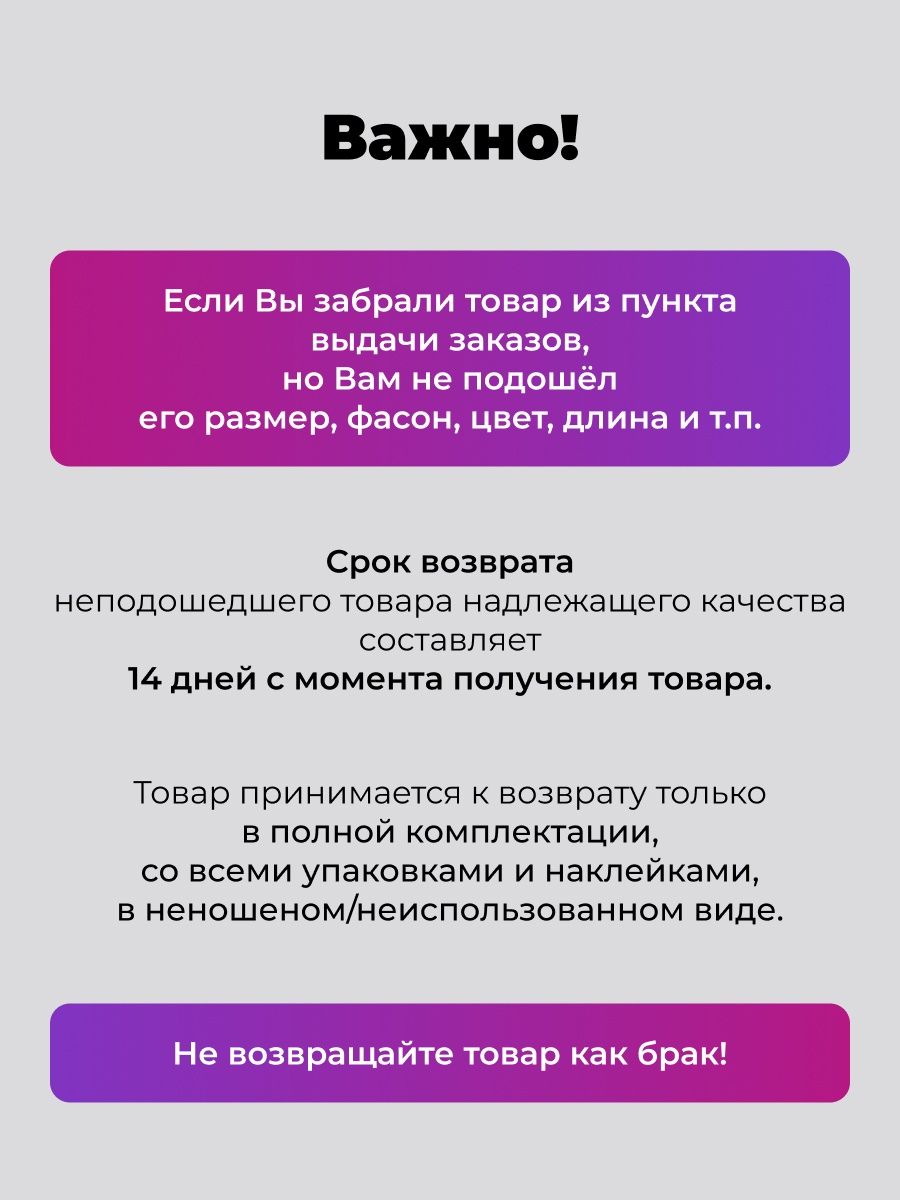 Важно!
Если Вы забрали товар из пункта
выдачи заказов,
но Вам не подошёл
его размер, фасон, цвет, длина и т.п.
Срок возврата
неподошедшего товара надлежащего качества
составляет
14 дней с момента получения товара.
Товар принимается к возврату только
в полной комплектации,
со всеми упаковками и наклейками,
в неношеном/неиспользованном виде.
Не возвращайте товар как брак!